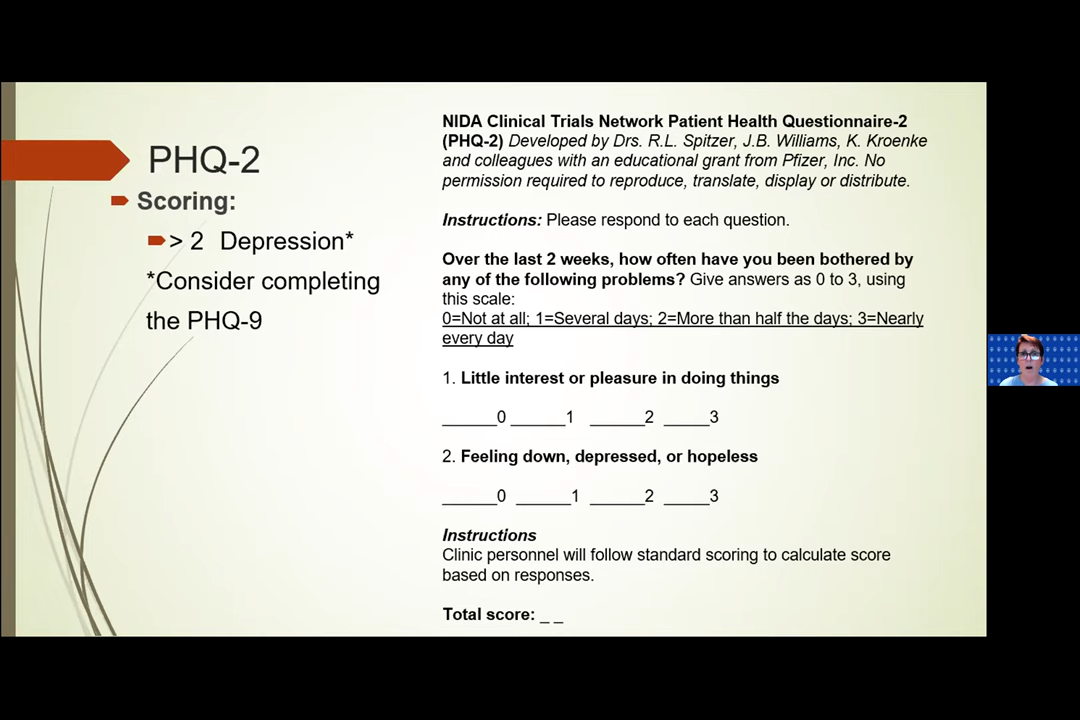 PHQ-2
Scoring:
> 2 Depression*
*Consider completing
the PHQ-9
NIDA Clinical Trials Network Patient Health Questionnaire-2
(PHQ-2) Developed by Drs. R.L. Spitzer, J.B. Williams, K. Kroenke
and colleagues with an educational grant from Pfizer, Inc. No
permission required to reproduce, translate, display or distribute.
Instructions: Please respond to each question.
Over the last 2 weeks, how often have you been bothered by
any of the following problems? Give answers as 0 to 3, using
this scale:
0=Not at all; 1=Several days; 2=More than half the days; 3=Nearly
every day
1. Little interest or pleasure in doing things
______0 ______1 ______2 _____3
2. Feeling down, depressed, or hopeless
______0 ______1 ______2 _____3
Instructions
Clinic personnel will follow standard scoring to calculate score
based on responses.
Total score: _ _